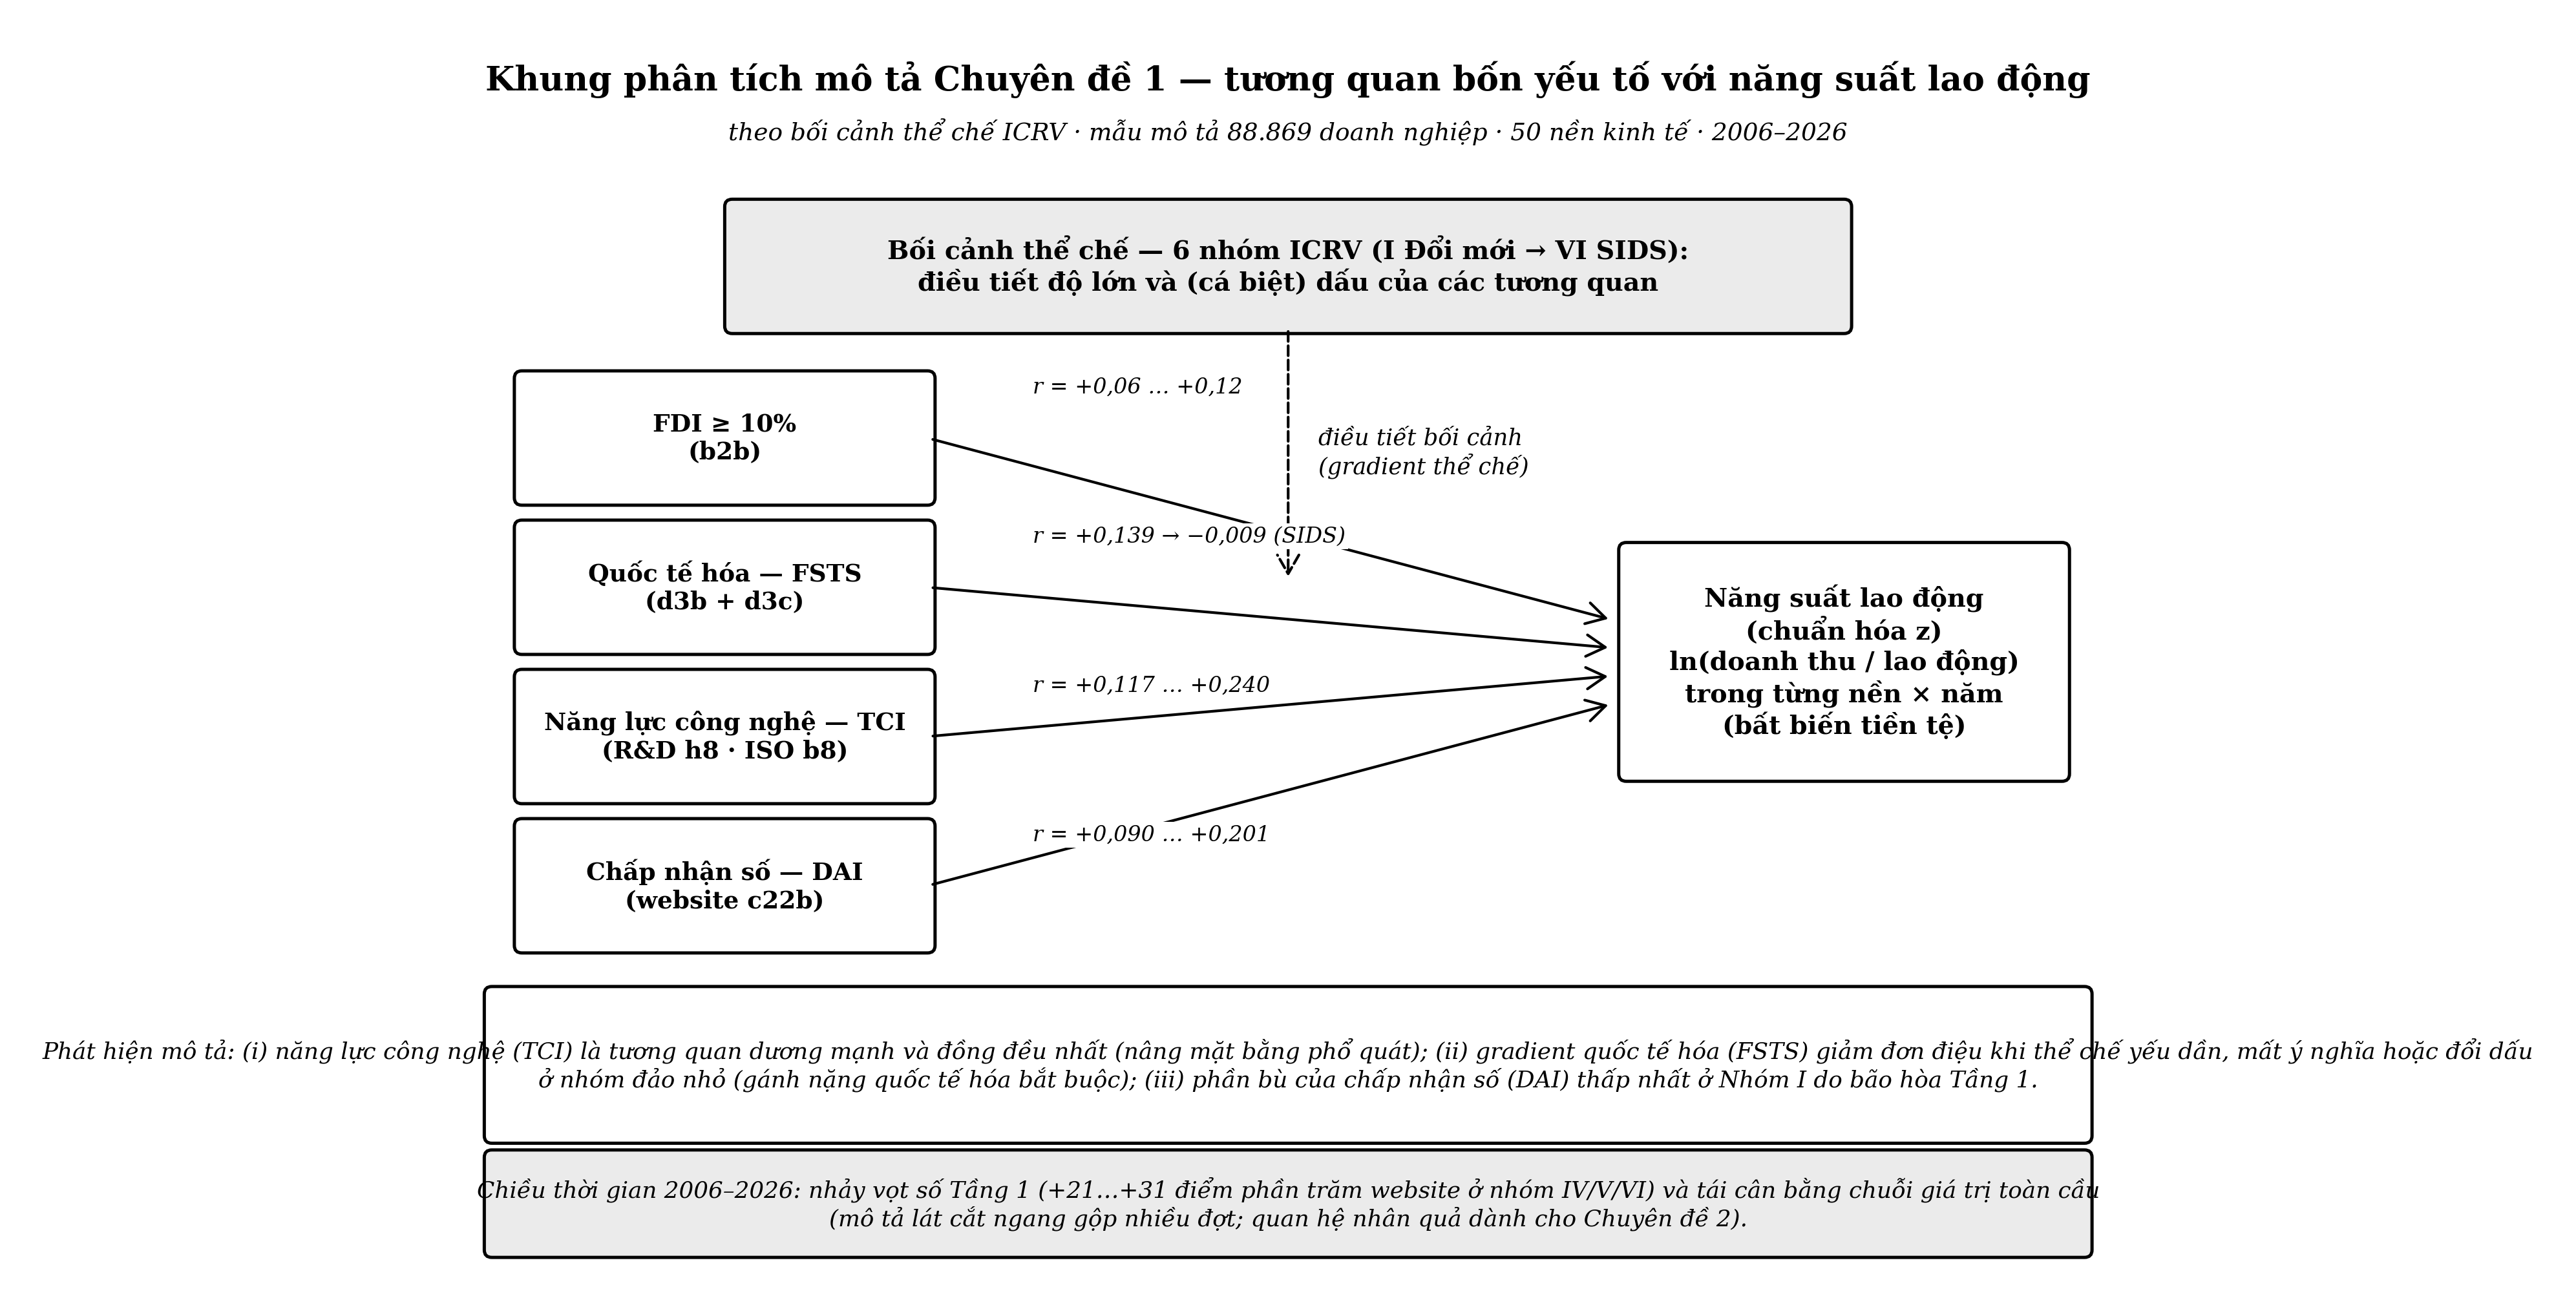 Khung phân tích mô tả Chuyên đề 1 — tương quan bốn yếu tố với năng suất lao động
theo bối cảnh thể chế ICRV · mẫu mô tả 88.869 doanh nghiệp · 50 nền kinh tế · 2006–2026
Bối cảnh thể chế — 6 nhóm ICRV (I Đổi mới → VI SIDS):
điều tiết độ lớn và (cá biệt) dấu của các tương quan
FDI ≥ 10%
(b2b)
r = +0,06 … +0,12
điều tiết bối cảnh
(gradient thể chế)
Quốc tế hóa — FSTS
(d3b + d3c)
r = +0,139 → −0,009 (SIDS)
Năng lực công nghệ — TCI
(R&D h8 · ISO b8)
r = +0,117 … +0,240
Chấp nhận số — DAI
(website c22b)
r = +0,090 … +0,201
Năng suất lao động
(chuẩn hóa z)
ln(doanh thu / lao động)
trong từng nền × năm
(bất biến tiền tệ)
Phát hiện mô tả: (i) năng lực công nghệ (TCI) là tương quan dương mạnh và đồng đều nhất (nâng mặt bằng phổ quát); (ii) gradient quốc tế hóa (FSTS) giảm đơn điệu khi thể chế yếu dần, mất ý nghĩa hoặc đổi dấu
ở nhóm đảo nhỏ (gánh nặng quốc tế hóa bắt buộc); (iii) phần bù của chấp nhận số (DAI) thấp nhất ở Nhóm I do bão hòa Tầng 1.
Chiều thời gian 2006–2026: nhảy vọt số Tầng 1 (+21…+31 điểm phần trăm website ở nhóm IV/V/VI) và tái cân bằng chuỗi giá trị toàn cầu
(mô tả lát cắt ngang gộp nhiều đợt; quan hệ nhân quả dành cho Chuyên đề 2).